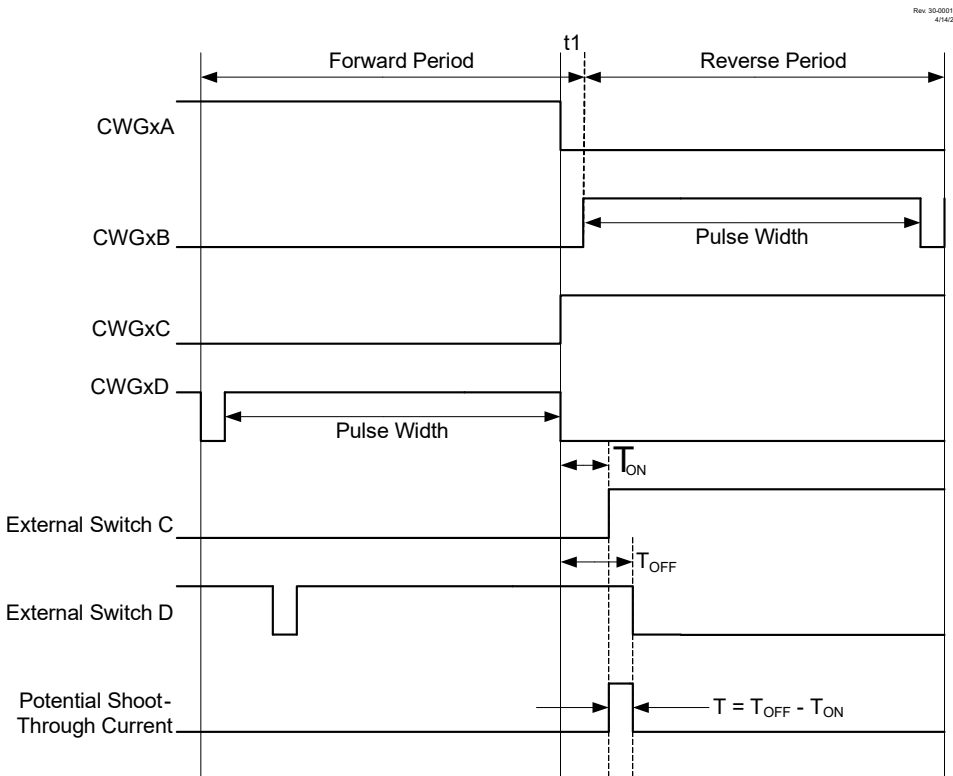 Rev. 30-0001
4/14/2
t1
Forward Period
Reverse Period
CWGxA
CWGxB
Pulse Width
CWGxC
CWGxD
Pulse Width
TON
External Switch C
TOFF
External Switch D
Potential Shoot-
Through Current
T = TOFF - TON